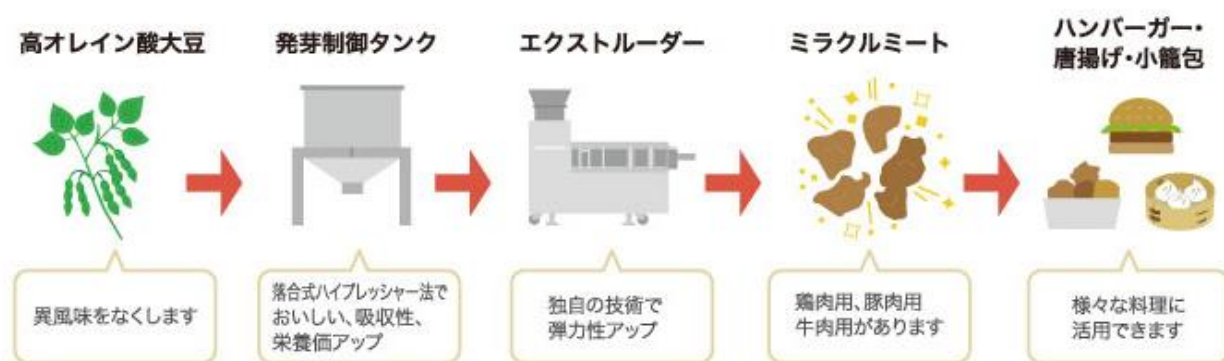 高オレイン酸大豆
発芽制御タンク
エクストルーダー
ミラクルミート
ハンバーガー・
唐揚げ・小籠包
異風味をなくします
落合式ハイプレッシャー法で
おいしい、吸収性、
栄養価アップ
独自の技術で
弾力性アップ
鶏肉用、豚肉用
牛肉用があります
様々な料理に
活用できます